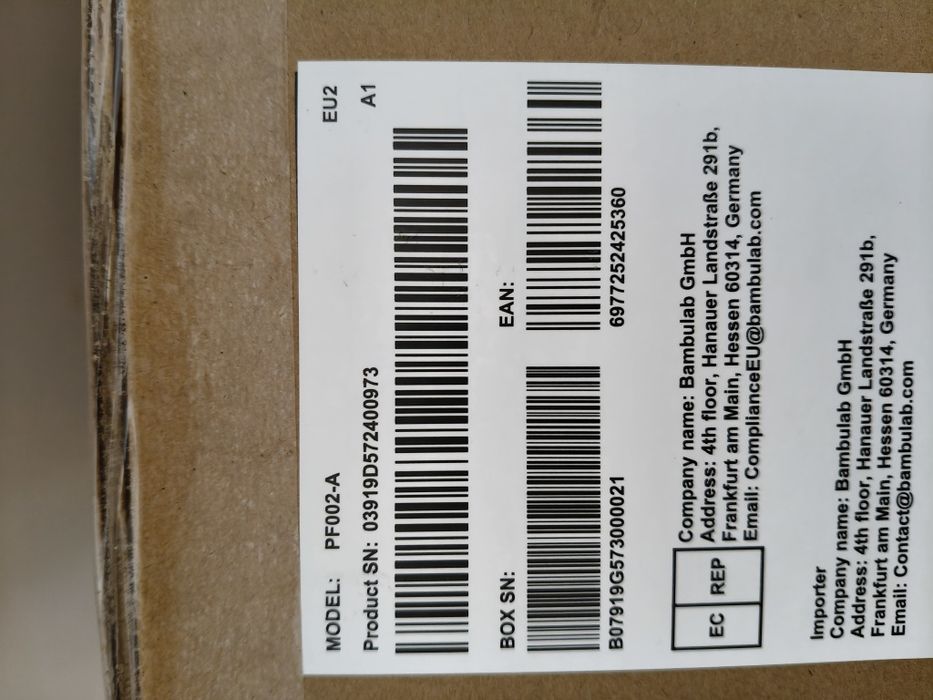 MODEL: PF002-A EU2
Product SN: 03919D572400973 A1
BOX SN: EAN:
B07919G573000021 6977252425360
EC REP
Company name: Bambulab GmbH
Address: 4th floor, Hanauer Landstraße 291b,
Frankfurt am Main, Hessen 60314, Germany
Email: ComplianceEU@bambulab.com
Importer
Company name: Bambulab GmbH
Address: 4th floor, Hanauer Landstraße 291b,
Frankfurt am Main, Hessen 60314, Germany
Email: Contact@bambulab.com